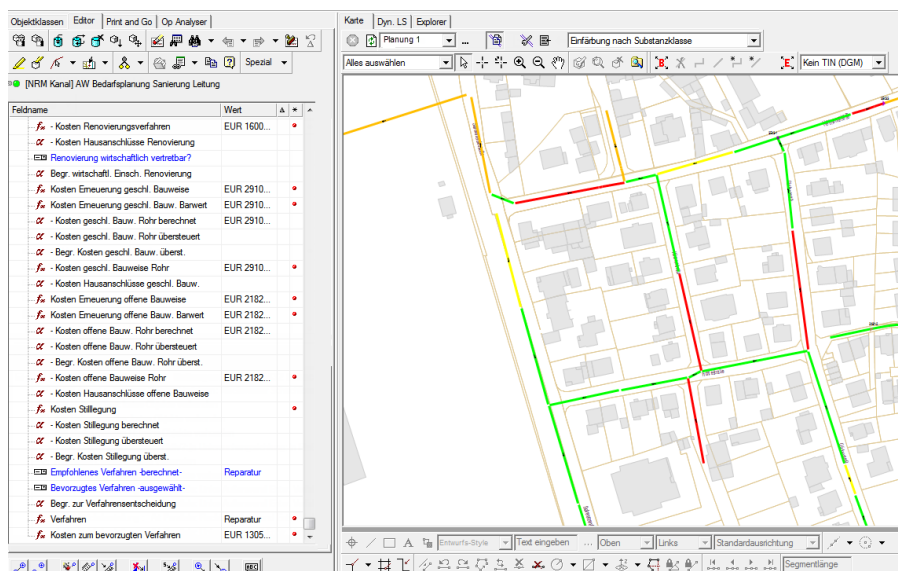 Objektklassen Editor Print and Go Op Analyser
Karte Dyn. LS Explorer
Planung 1 ... Einfärbung nach Substanzklasse
Spezial
Alles auswählen
Kein TIN (DGM)
[NRM Kanal] AW Bedarfsplanung Sanierung Leitung
Feldname Wert Δ *
- Kosten Renovierungsverfahren EUR 1600...
- Kosten Hausanschlüsse Renovierung
Renovierung wirtschaftlich vertretbar?
Begr. wirtschaftl. Einsch. Renovierung
Kosten Erneuerung geschl. Bauweise EUR 2910...
Kosten Erneuerung geschl. Bauw. Barwert EUR 2910...
- Kosten geschl. Bauw. Rohr berechnet EUR 2910...
- Kosten geschl. Bauw. Rohr übersteuert
- Begr. Kosten geschl. Bauw. überst.
- Kosten geschl. Bauweise Rohr EUR 2910...
- Kosten Hausanschlüsse geschl. Bauw.
Kosten Erneuerung offene Bauweise EUR 2182...
Kosten Erneuerung offene Bauw. Barwert EUR 2182...
- Kosten offene Bauw. Rohr berechnet EUR 2182...
- Kosten offene Bauw. Rohr übersteuert
- Begr. Kosten offene Bauw. Rohr überst.
- Kosten offene Bauweise Rohr EUR 2182...
- Kosten Hausanschlüsse offene Bauweise
Kosten Stilllegung
- Kosten Stillegung berechnet
- Kosten Stillegung übersteuert
- Begr. Kosten Stillegung überst.
Empfohlenes Verfahren -berechnet- Reparatur
Bevorzugtes Verfahren -ausgewählt-
Begr. zur Verfahrensentscheidung
Verfahren Reparatur
Kosten zum bevorzugten Verfahren EUR 1305...
Entwurfs-Style Text eingeben ... Oben Links Standardausrichtung
Segmentlänge